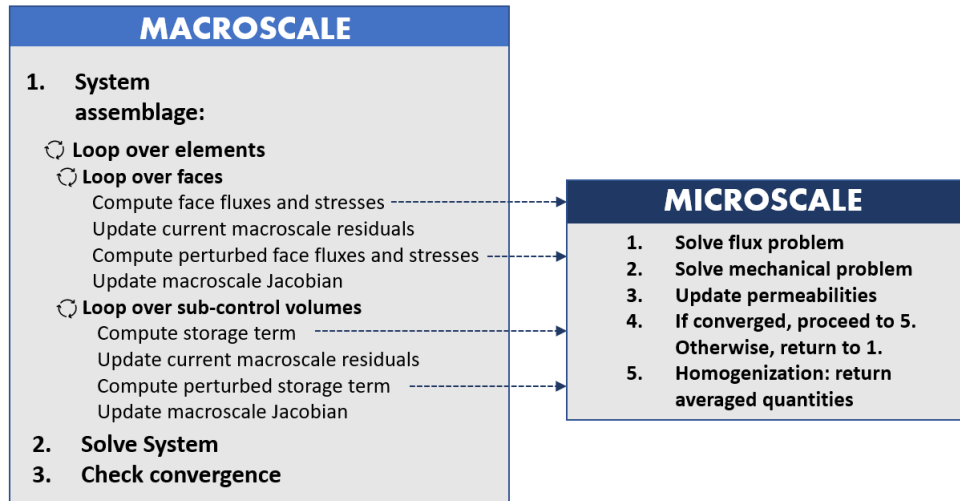 MACROSCALE
1. System
assemblage:
Loop over elements
Loop over faces
Compute face fluxes and stresses
Update current macroscale residuals
Compute perturbed face fluxes and stresses
Update macroscale Jacobian
Loop over sub-control volumes
Compute storage term
Update current macroscale residuals
Compute perturbed storage term
Update macroscale Jacobian
2. Solve System
3. Check convergence
MICROSCALE
1. Solve flux problem
2. Solve mechanical problem
3. Update permeabilities
4. If converged, proceed to 5.
Otherwise, return to 1.
5. Homogenization: return
averaged quantities